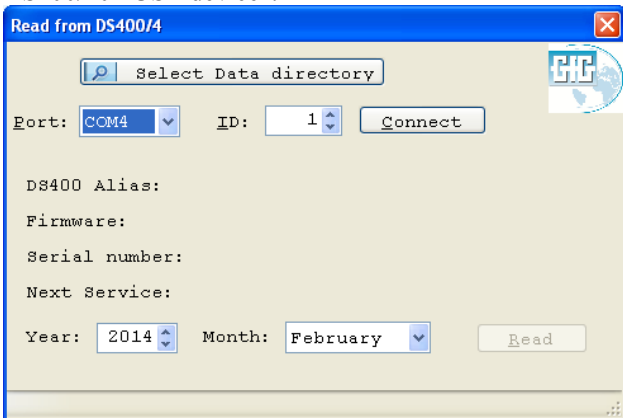 Read from DS400/4
Select Data directory
GfG
Port: COM4 ID: 1 Connect
DS400 Alias:
Firmware:
Serial number:
Next Service:
Year: 2014 Month: February Read